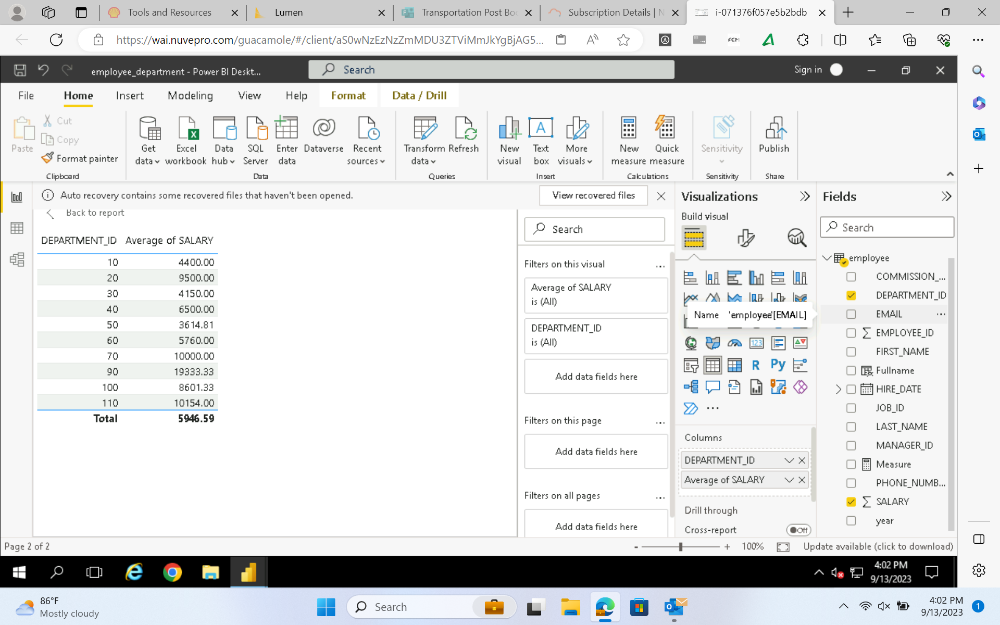 Tools and Resources
Lumen
Transportation Post Boo
Subscription Details | N
i-071376f057e5b2bdb
https://wai.nuvepro.com/guacamole/#/client/aS0wNzEzNzZmMDU3ZTViMmJkYgBjAG5...
FCM
employee_department - Power BI Deskt...
Search
Sign in
File
Home
Insert
Modeling
View
Help
Format
Data / Drill
Paste
Cut
Copy
Format painter
Clipboard
Get data
Excel workbook
Data hub
SQL Server
Enter data
Dataverse
Recent sources
Data
Transform data
Refresh
Queries
New visual
Text box
More visuals
Insert
New measure
Quick measure
Calculations
Sensitivity
Sensitivity
Publish
Share
Auto recovery contains some recovered files that haven't been opened.
View recovered files
Back to report
DEPARTMENT_ID Average of SALARY
10 4400.00
20 9500.00
30 4150.00
40 6500.00
50 3614.81
60 5760.00
70 10000.00
90 19333.33
100 8601.33
110 10154.00
Total 5946.59
Search
Filters on this visual
...
Average of SALARY
is (All)
DEPARTMENT_ID
is (All)
Add data fields here
Filters on this page
...
Add data fields here
Filters on all pages
...
Add data fields here
Visualizations
Build visual
Name 'employee'[EMAIL]
123
R
Py
...
Columns
DEPARTMENT_ID
Average of SALARY
Drill through
Cross-report
Off
Fields
Search
employee
COMMISSION_...
DEPARTMENT_ID
EMAIL
...
EMPLOYEE_ID
FIRST_NAME
Fullname
HIRE_DATE
JOB_ID
LAST_NAME
MANAGER_ID
Measure
PHONE_NUMB...
SALARY
year
Page 2 of 2
- + 100%
Update available (click to download)
4:02 PM
9/13/2023
86°F
Mostly cloudy
Search
4:02 PM
9/13/2023
1